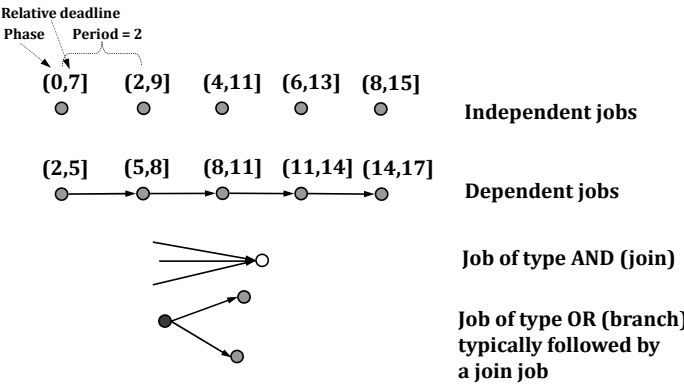 Relative deadline
Phase Period = 2
(0,7] (2,9] (4,11] (6,13] (8,15]
Independent jobs
(2,5] (5,8] (8,11] (11,14] (14,17]
Dependent jobs
Job of type AND (join)
Job of type OR (branch)
typically followed by
a join job